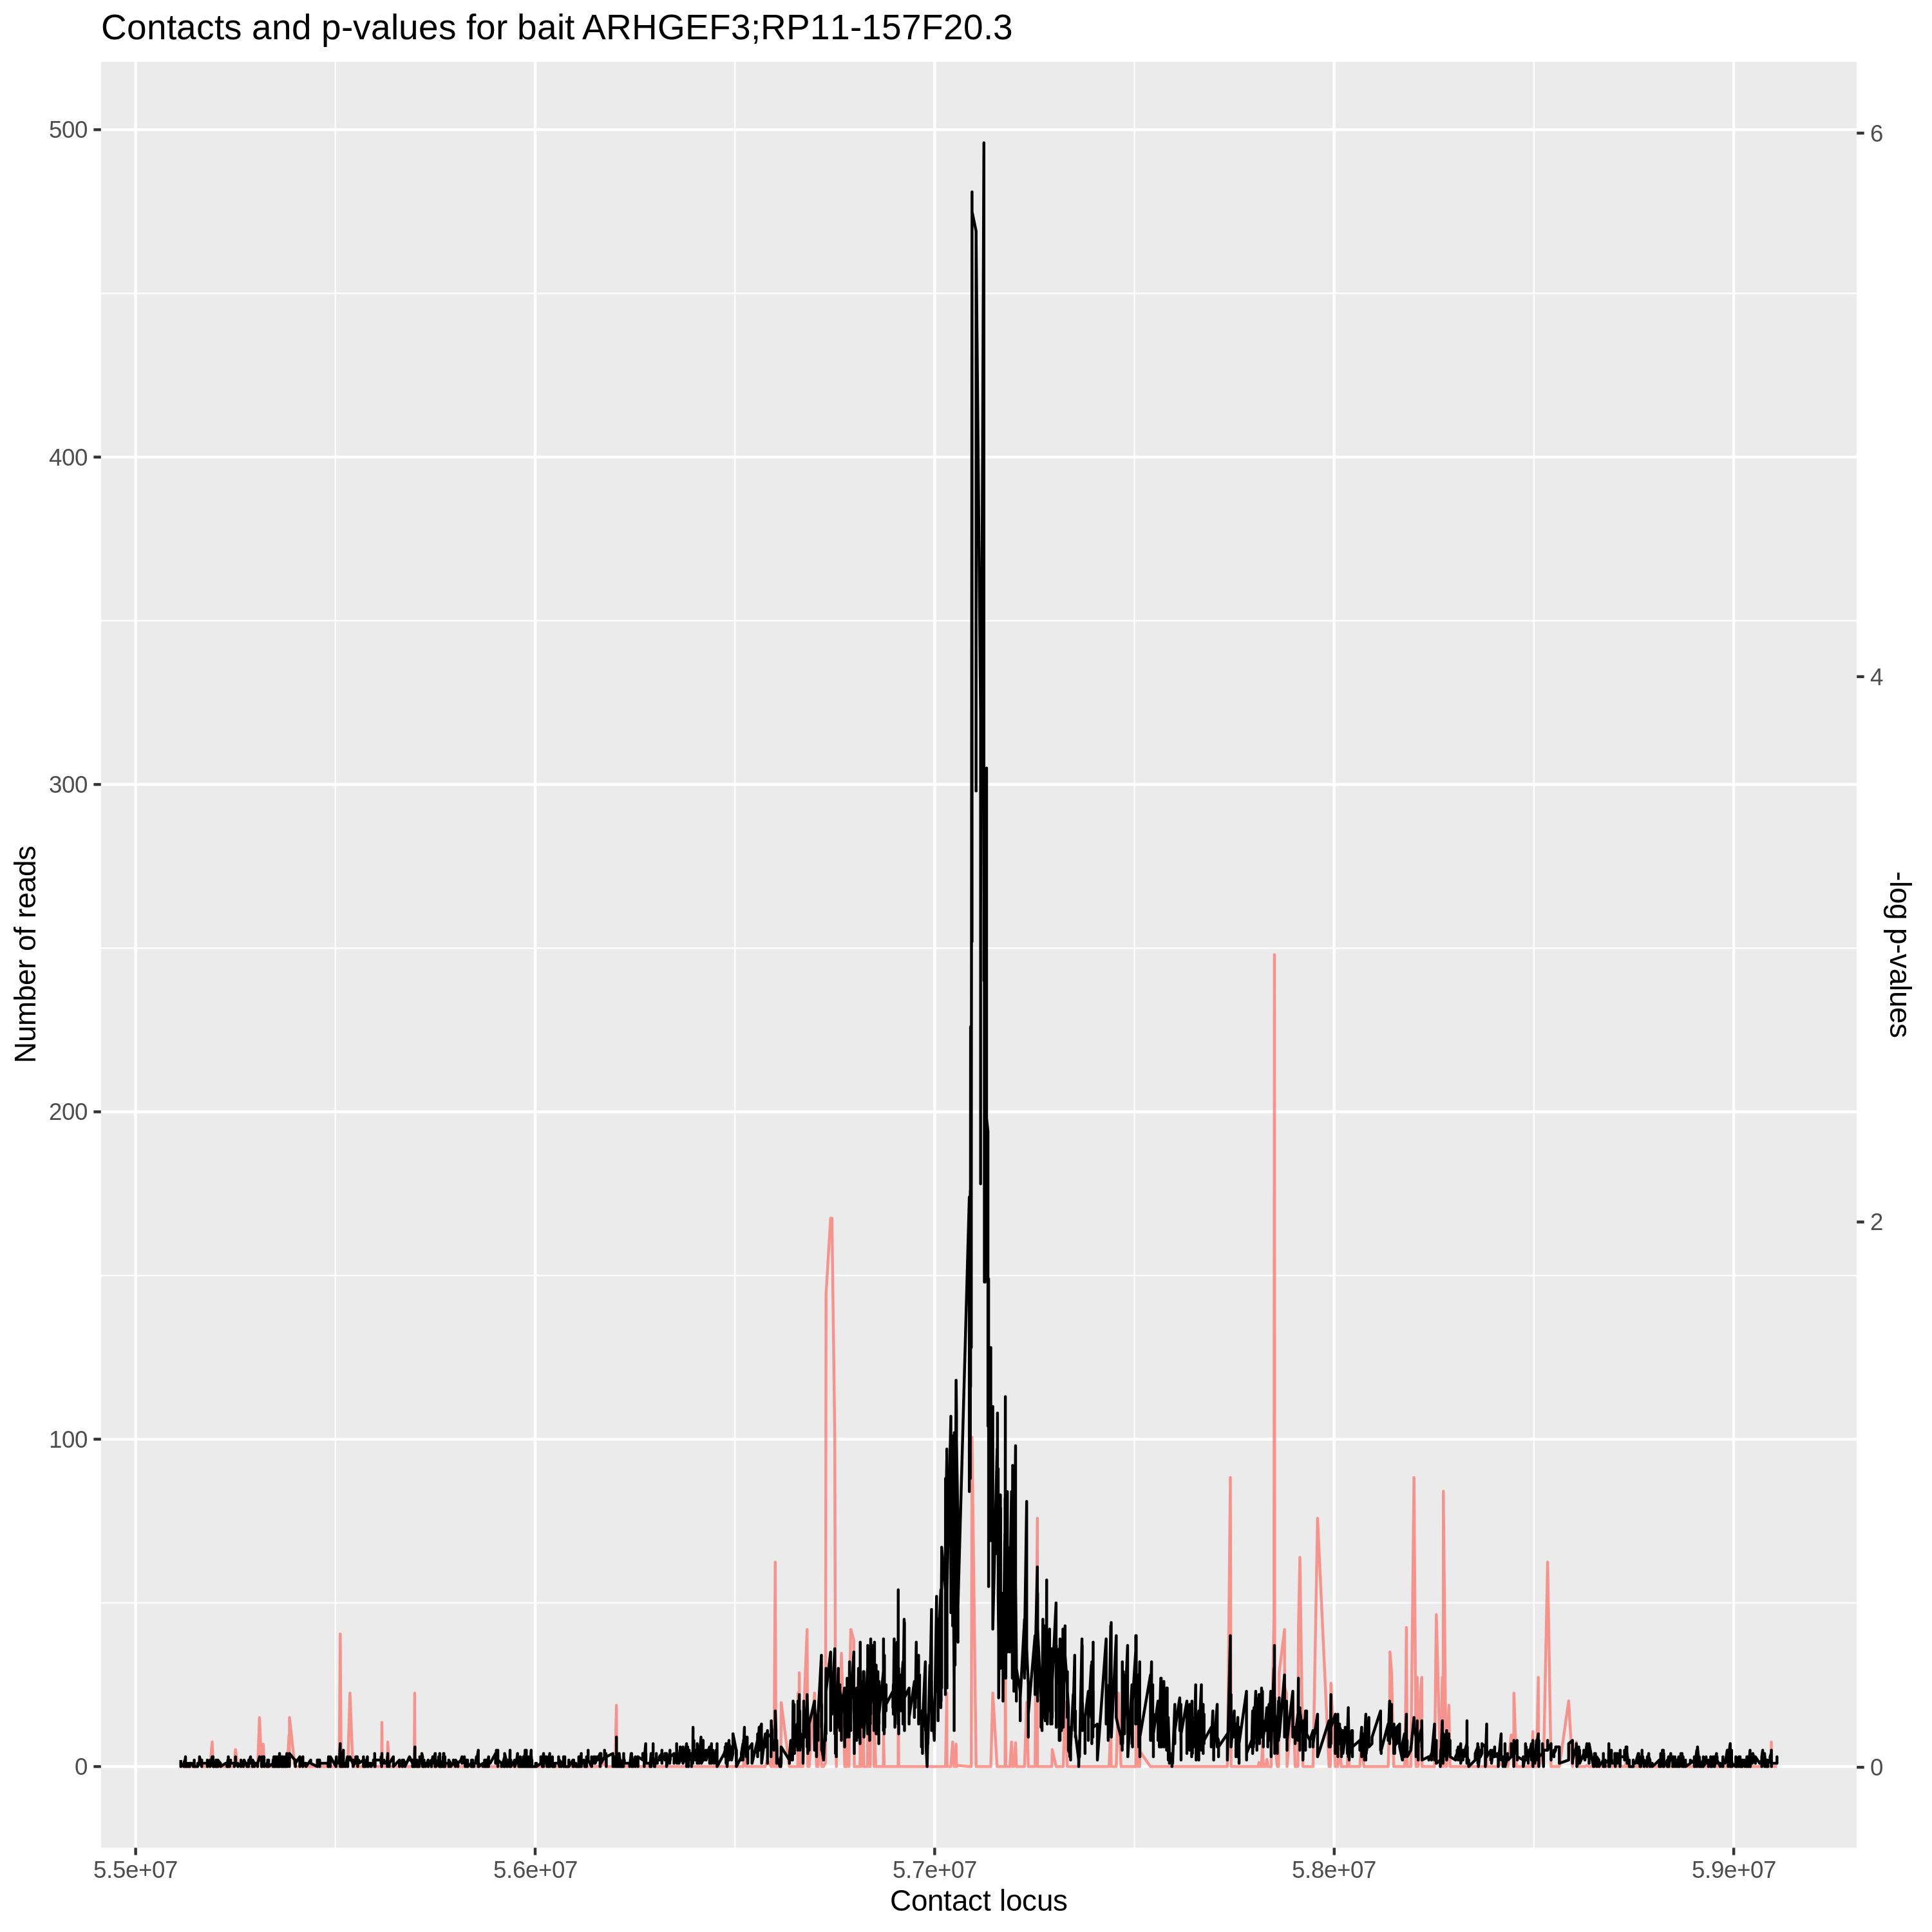 Contacts and p-values for bait ARHGEF3;RP11-157F20.3
500
400
300
200
100
0
Number of reads
6
4
2
0
-log p-values
5.5e+07 5.6e+07 5.7e+07 5.8e+07 5.9e+07
Contact locus